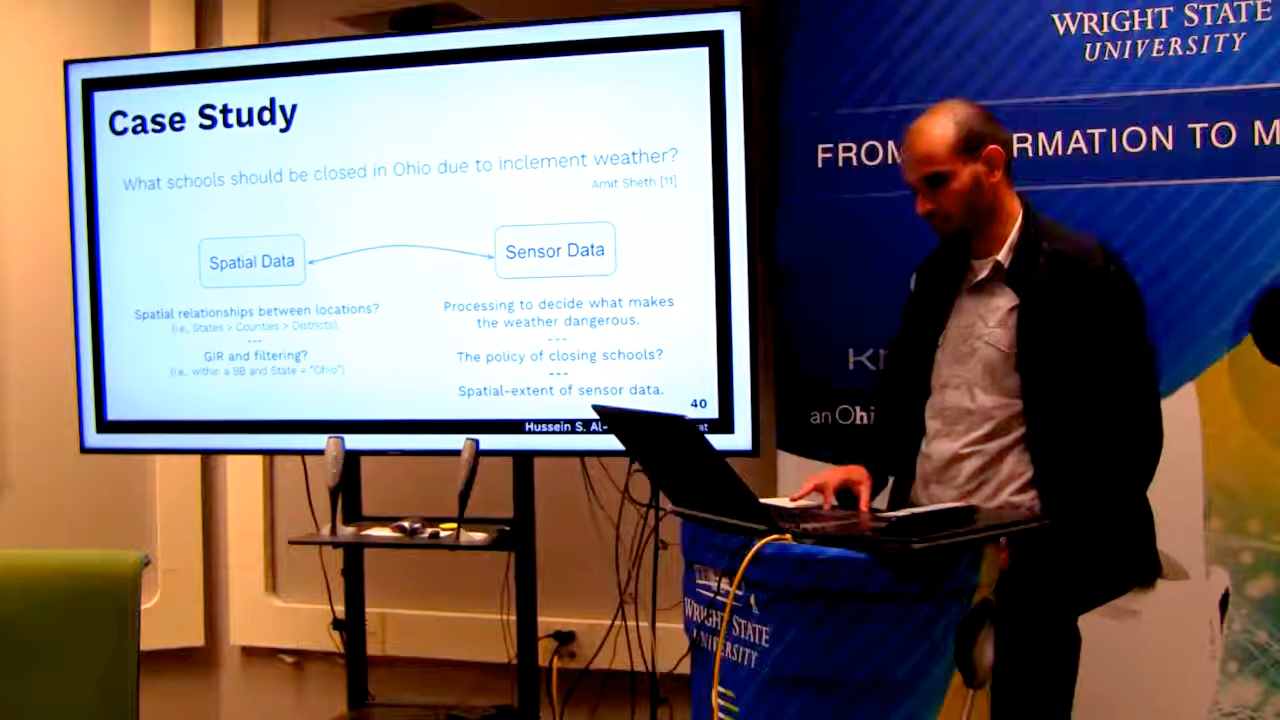 Case Study
What schools should be closed in Ohio due to inclement weather?
Amit Sheth [11]
Spatial Data
Sensor Data
Spatial relationships between locations?
(i.e., States > Counties > Districts).
---
GIR and filtering?
(i.e., within a BB and State = "Ohio")
Processing to decide what makes
the weather dangerous.
---
The policy of closing schools?
---
Spatial-extent of sensor data.
40
Hussein S. Al-
WRIGHT STATE
UNIVERSITY
FROM
RMATION TO M
an Ohi
WRIGHT STATE
UNIVERSITY